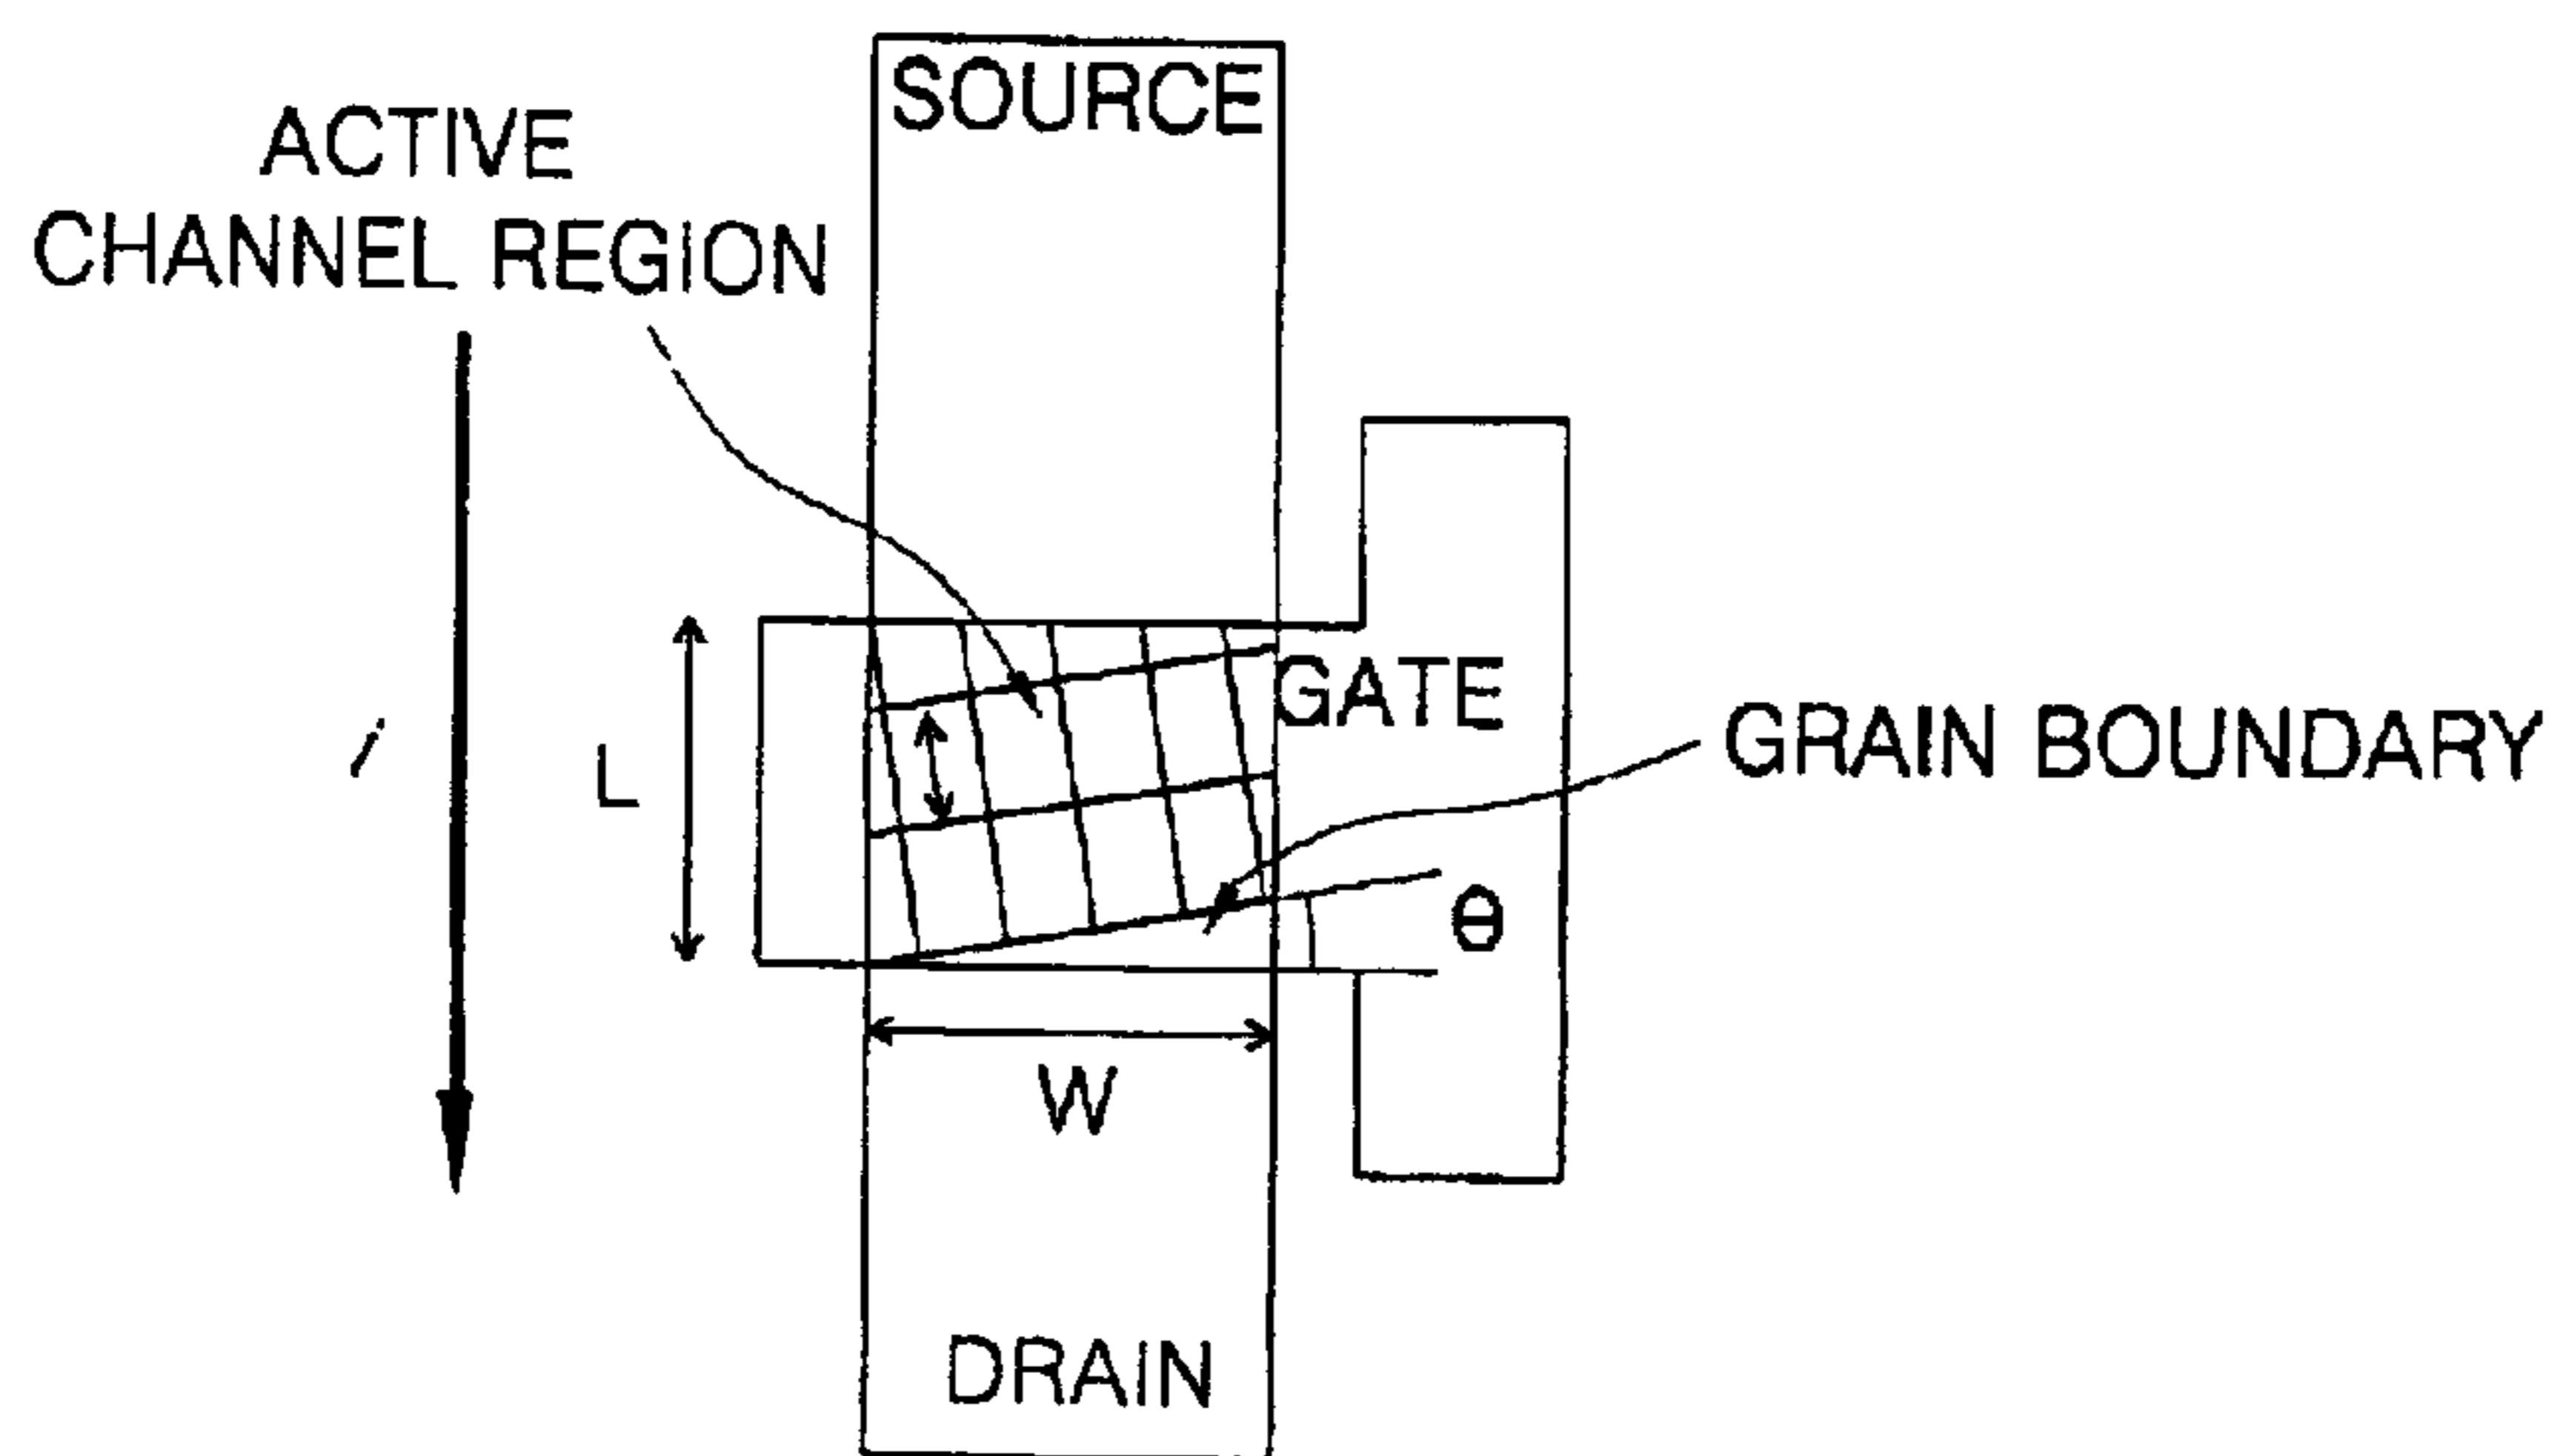 SOURCE
ACTIVE
CHANNEL REGION
GATE
GRAIN BOUNDARY
L
i
θ
W
DRAIN